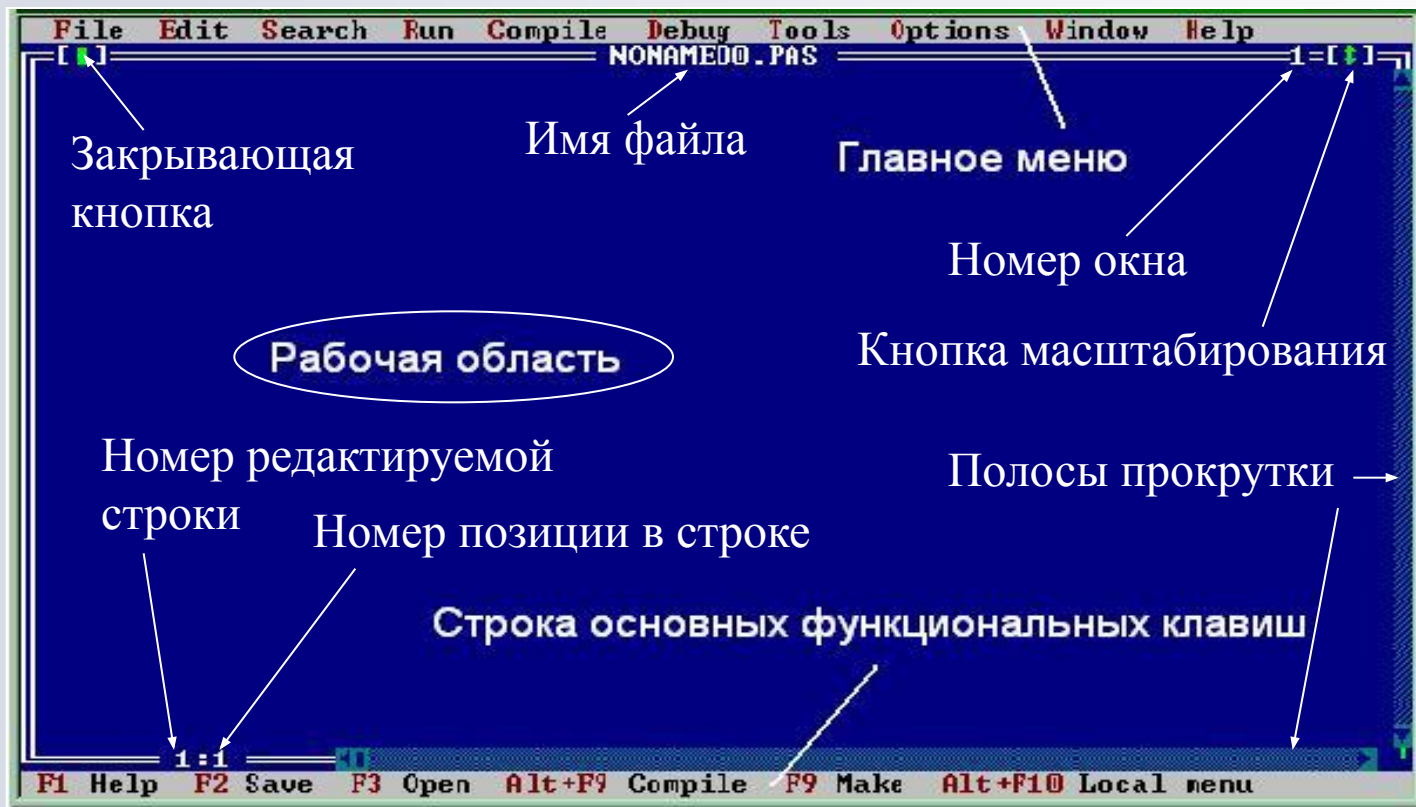 File Edit Search Run Compile Debug Tools Options Window Help
[ ] NONAME00.PAS 1=[↕]
Закрывающая
кнопка
Имя файла
Главное меню
Номер окна
Рабочая область
Кнопка масштабирования
Номер редактируемой
строки
Номер позиции в строке
Полосы прокрутки
Строка основных функциональных клавиш
1:1
F1 Help F2 Save F3 Open Alt+F9 Compile F9 Make Alt+F10 Local menu